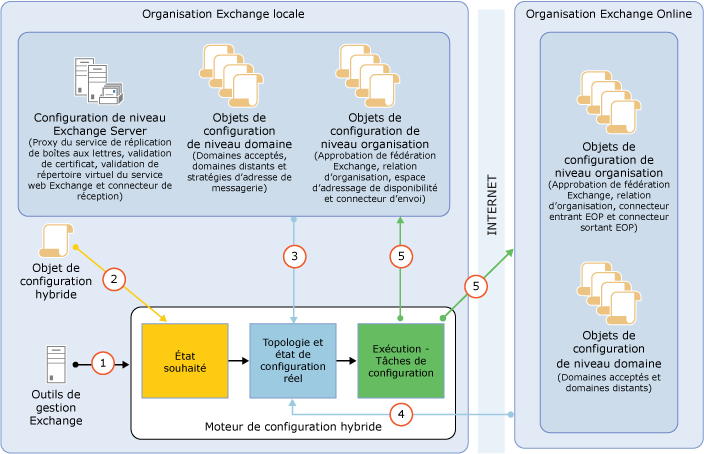 Organisation Exchange locale
Configuration de niveau
Exchange Server
(Proxy du service de réplication
de boîtes aux lettres, validation
de certificat, validation de
répertoire virtuel du service
web Exchange et connecteur de
réception)
Objets de
configuration
de niveau domaine
(Domaines acceptés,
domaines distants et
stratégies d'adresse de
messagerie)
Objets de
configuration de
niveau organisation
(Approbation de fédération
Exchange, relation
d'organisation, espace
d'adressage de disponibilité
et connecteur d'envoi)
Objet de
configuration
hybride
2
3
5
5
Outils de
gestion
Exchange
1
État
souhaité
Topologie et
état de
configuration
réel
Exécution -
Tâches de
configuration
4
Moteur de configuration hybride
INTERNET
Organisation Exchange Online
Objets de
configuration de
niveau organisation
(Approbation de fédération
Exchange, relation
d'organisation, connecteur
entrant EOP et connecteur
sortant EOP)
Objets de
configuration
de niveau domaine
(Domaines acceptés et
domaines distants)